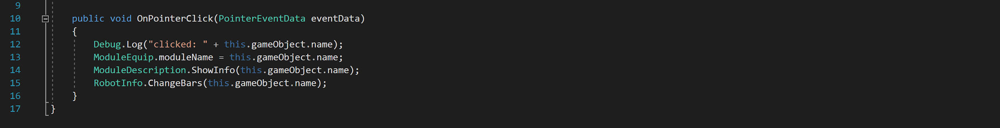 9
10 public void OnPointerClick(PointerEventData eventData)
11 {
12 Debug.Log("clicked: " + this.gameObject.name);
13 ModuleEquip.moduleName = this.gameObject.name;
14 ModuleDescription.ShowInfo(this.gameObject.name);
15 RobotInfo.ChangeBars(this.gameObject.name);
16 }
17 }